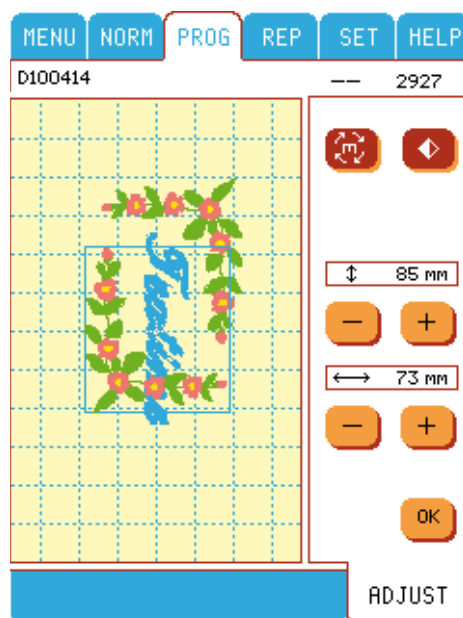 MENU NORM PROG REP SET HELP
D100414 -- 2927
E
85 MM
73 MM
OK
ADJUST